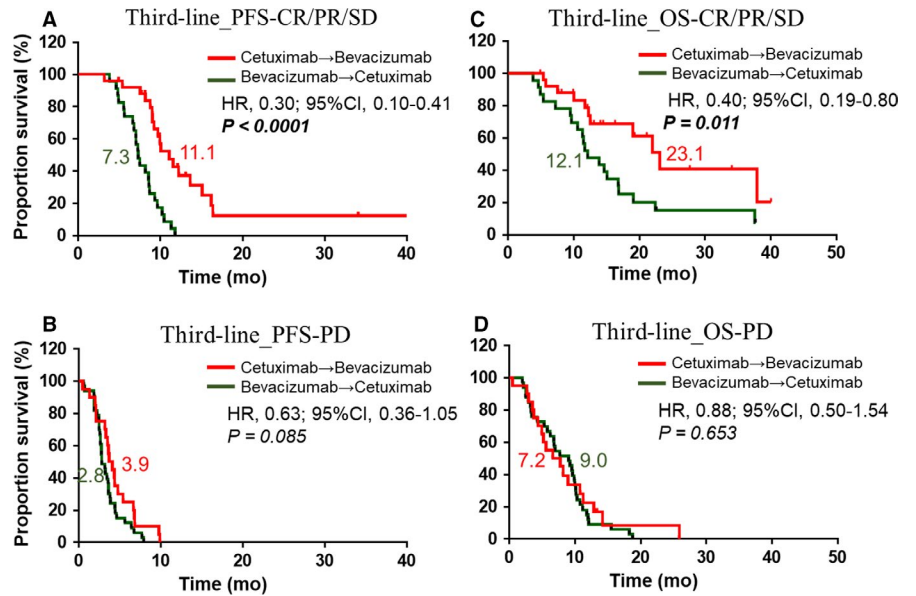 A
Third-line_PFS-CR/PR/SD
Proportion survival (%)
120
100
80
60
40
20
0
Cetuximab→Bevacizumab
Bevacizumab→Cetuximab
HR, 0.30; 95%CI, 0.10-0.41
P < 0.0001
7.3
11.1
0 10 20 30 40
Time (mo)
C
Third-line_OS-CR/PR/SD
120
100
80
60
40
20
0
Cetuximab→Bevacizumab
Bevacizumab→Cetuximab
HR, 0.40; 95%CI, 0.19-0.80
P = 0.011
12.1
23.1
0 10 20 30 40 50
Time (mo)
B
Third-line_PFS-PD
Proportion survival (%)
120
100
80
60
40
20
0
Cetuximab→Bevacizumab
Bevacizumab→Cetuximab
HR, 0.63; 95%CI, 0.36-1.05
P = 0.085
2.8
3.9
0 10 20 30 40
Time (mo)
D
Third-line_OS-PD
120
100
80
60
40
20
0
Cetuximab→Bevacizumab
Bevacizumab→Cetuximab
HR, 0.88; 95%CI, 0.50-1.54
P = 0.653
7.2
9.0
0 10 20 30 40 50
Time (mo)